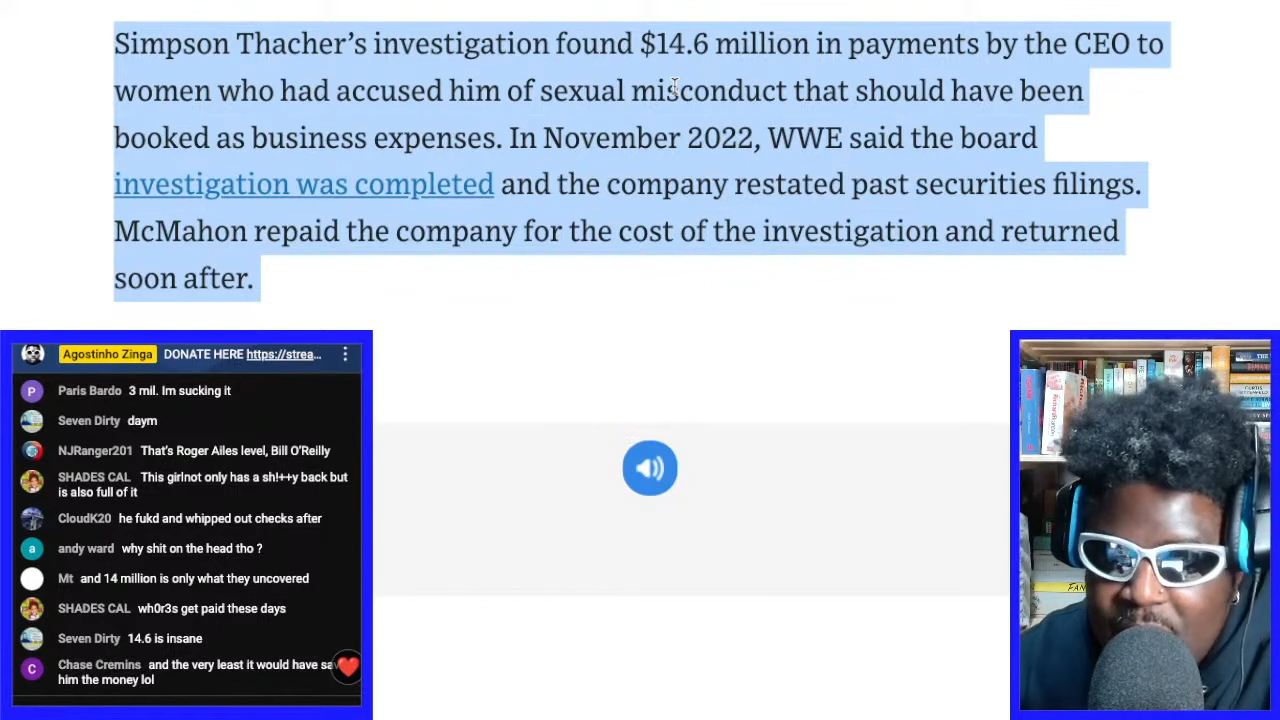 Simpson Thacher’s investigation found $14.6 million in payments by the CEO to
women who had accused him of sexual misconduct that should have been
booked as business expenses. In November 2022, WWE said the board
investigation was completed and the company restated past securities filings.
McMahon repaid the company for the cost of the investigation and returned
soon after.
Agostinho Zinga DONATE HERE https://strea...
P Paris Bardo 3 mil. Im sucking it
Seven Dirty daym
NJRanger201 That’s Roger Ailes level, Bill O’Reilly
SHADES CAL This girlnot only has a sh!++y back but
is also full of it
CloudK20 he fukd and whipped out checks after
a andy ward why shit on the head tho ?
Mt and 14 million is only what they uncovered
SHADES CAL wh0r3s get paid these days
Seven Dirty 14.6 is insane
C Chase Cremins and the very least it would have
him the money lol